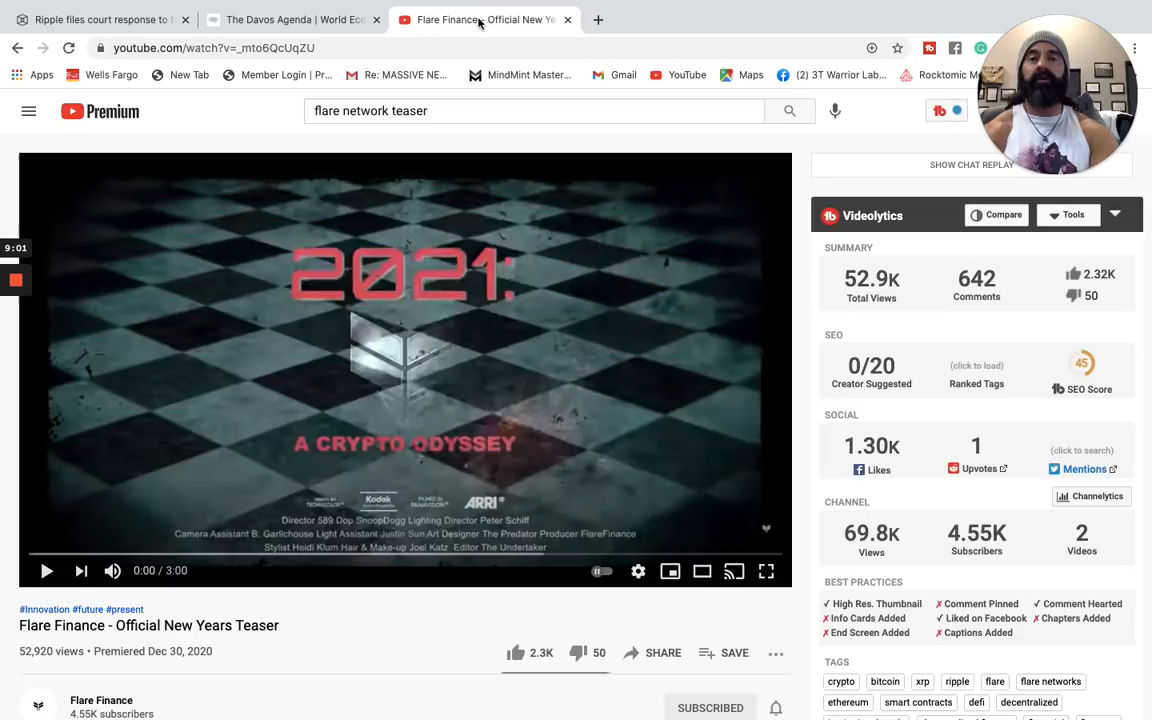 Ripple files court response to t
The Davos Agenda | World Eco
Flare Finance - Official New Ye
youtube.com/watch?v=_mto6QcUqZU
Apps
Wells Fargo
New Tab
Member Login | Pr...
Re: MASSIVE NE...
MindMint Master...
Gmail
YouTube
Maps
(2) 3T Warrior Lab...
Rocktomic M
Premium
flare network teaser
9:01
2021:
A CRYPTO ODYSSEY
Kodak
ARRI
Director 589 Dop SnoopDogg Lighting Director Peter Schiff
Camera Assistant B. Garlichouse Light Assistant Justin Sun Art Designer The Predator Producer FlareFinance
Stylist Heidi Klum Hair & Make-up Joel Katz Editor The Undertaker
0:00 / 3:00
#Innovation #future #present
Flare Finance - Official New Years Teaser
52,920 views • Premiered Dec 30, 2020
2.3K
50
SHARE
SAVE
Flare Finance
4.55K subscribers
SUBSCRIBED
SHOW CHAT REPLAY
Videolytics
Compare
Tools
SUMMARY
52.9K
Total Views
642
Comments
2.32K
50
SEO
0/20
Creator Suggested
(click to load)
Ranked Tags
45
SEO Score
SOCIAL
1.30K
Likes
1
Upvotes
(click to search)
Mentions
CHANNEL
Channelytics
69.8K
Views
4.55K
Subscribers
2
Videos
BEST PRACTICES
✓ High Res. Thumbnail
✗ Comment Pinned
✓ Comment Hearted
✗ Info Cards Added
✓ Liked on Facebook
✗ Chapters Added
✗ End Screen Added
✗ Captions Added
TAGS
crypto
bitcoin
xrp
ripple
flare
flare networks
ethereum
smart contracts
defi
decentralized